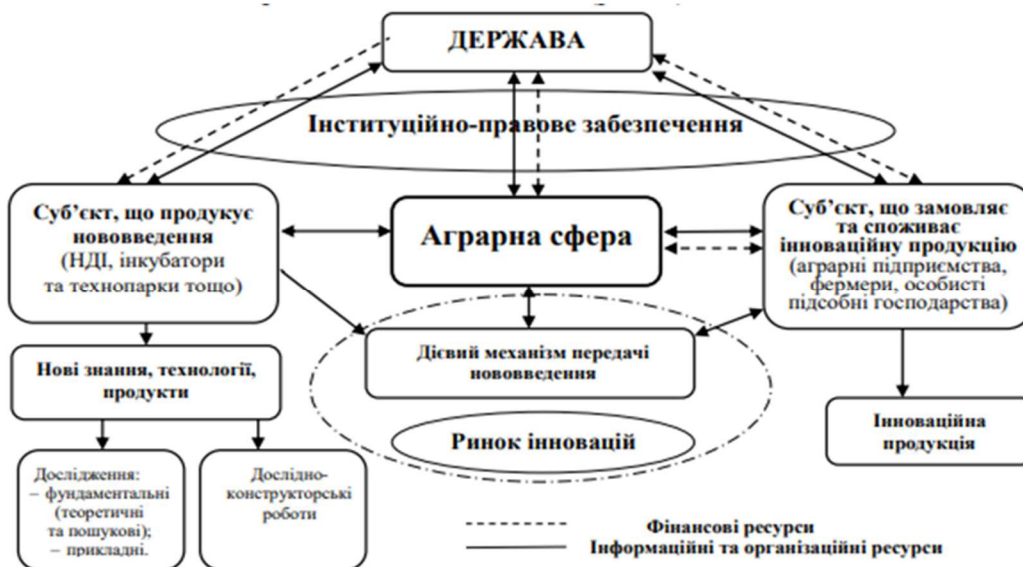 ДЕРЖАВА
Інституційно-правове забезпечення
Суб’єкт, що продукує
нововведення
(НДІ, інкубатори
та технопарки тощо)
Аграрна сфера
Суб’єкт, що замовляє
та споживає
інноваційну продукцію
(аграрні підприємства,
фермери, особисті
підсобні господарства)
Нові знання, технології,
продукти
Дієвий механізм передачі
нововведення
Ринок інновацій
Інноваційна
продукція
Дослідження:
– фундаментальні
(теоретичні
та пошукові);
– прикладні.
Дослідно-
конструкторські
роботи
Фінансові ресурси
Інформаційні та організаційні ресурси